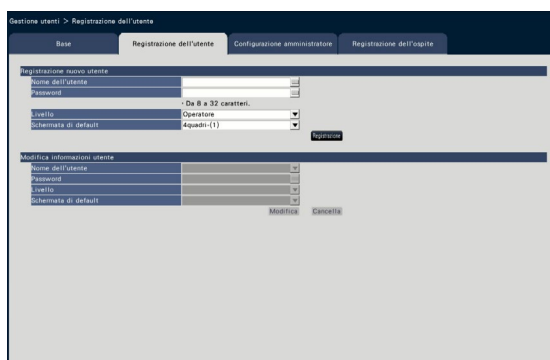 Gestione utenti > Registrazione dell'utente
Base Registrazione dell'utente Configurazione amministratore Registrazione dell'ospite
Registrazione nuovo utente
Nome dell'utente
Password
• Da 8 a 32 caratteri.
Livello Operatore
Schermata di default 4quadri-(1)
Registrazione
Modifica informazioni utente
Nome dell'utente
Password
Livello
Schermata di default
Modifica Cancella